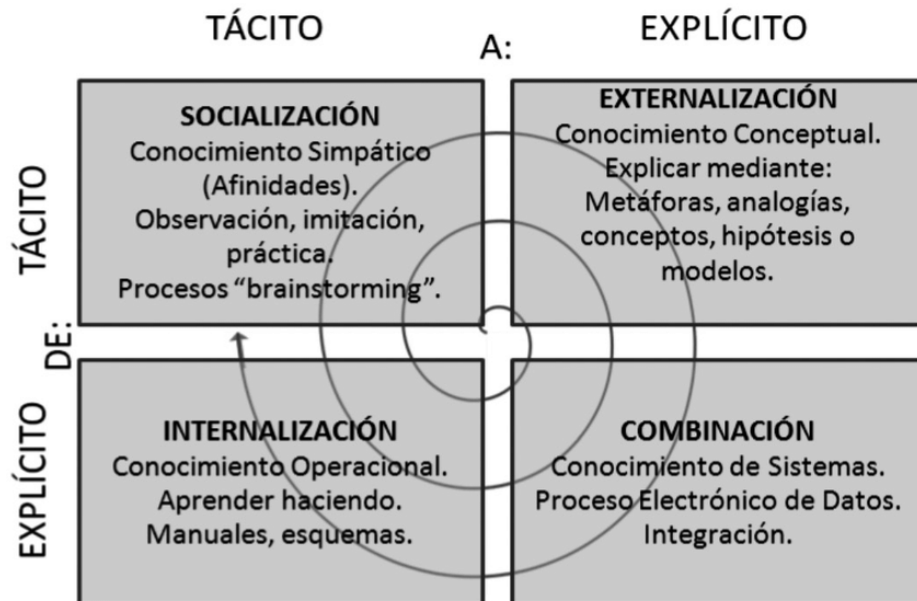 TÁCITO
A:
EXPLÍCITO
TÁCITO
SOCIALIZACIÓN
Conocimiento Simpático
(Afinidades).
Observación, imitación,
práctica.
Procesos “brainstorming”.
EXTERNALIZACIÓN
Conocimiento Conceptual.
Explicar mediante:
Metáforas, analogías,
conceptos, hipótesis o
modelos.
DE:
EXPLÍCITO
INTERNALIZACIÓN
Conocimiento Operacional.
Aprender haciendo.
Manuales, esquemas.
COMBINACIÓN
Conocimiento de Sistemas.
Proceso Electrónico de Datos.
Integración.